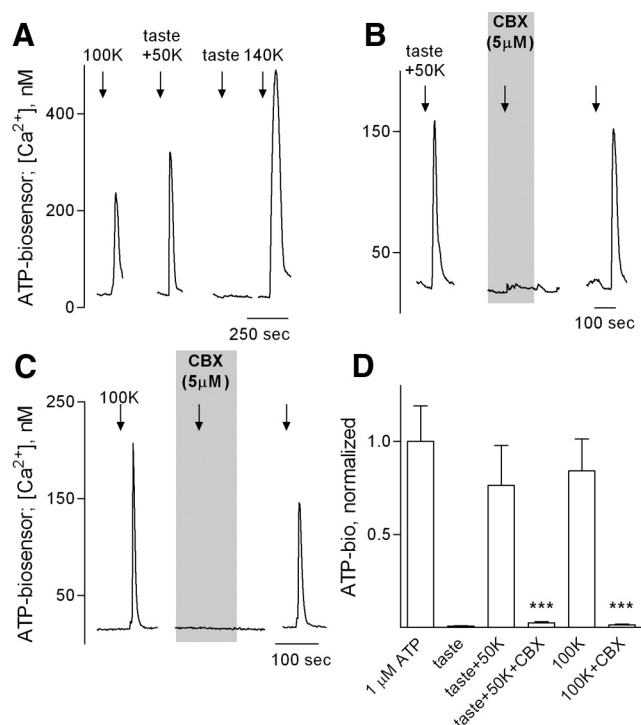 A
100K
taste
+50K
taste 140K
ATP-biosensor; [Ca²⁺], nM
400
200
0
250 sec
B
CBX
(5μM)
taste
+50K
150
50
100 sec
C
CBX
(5μM)
100K
ATP-biosensor; [Ca²⁺], nM
250
150
50
100 sec
D
ATP-bio, normalized
1.0
0.5
***
***
1 μM ATP
taste
taste+50K
taste+50K+CBX
100K
100K+CBX